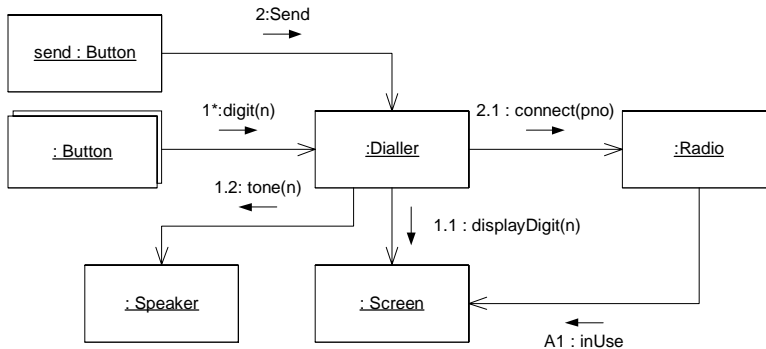 2:Send
send : Button
1*:digit(n)
2.1 : connect(pno)
: Button
:Dialler
:Radio
1.2: tone(n)
1.1 : displayDigit(n)
: Speaker
: Screen
A1 : inUse